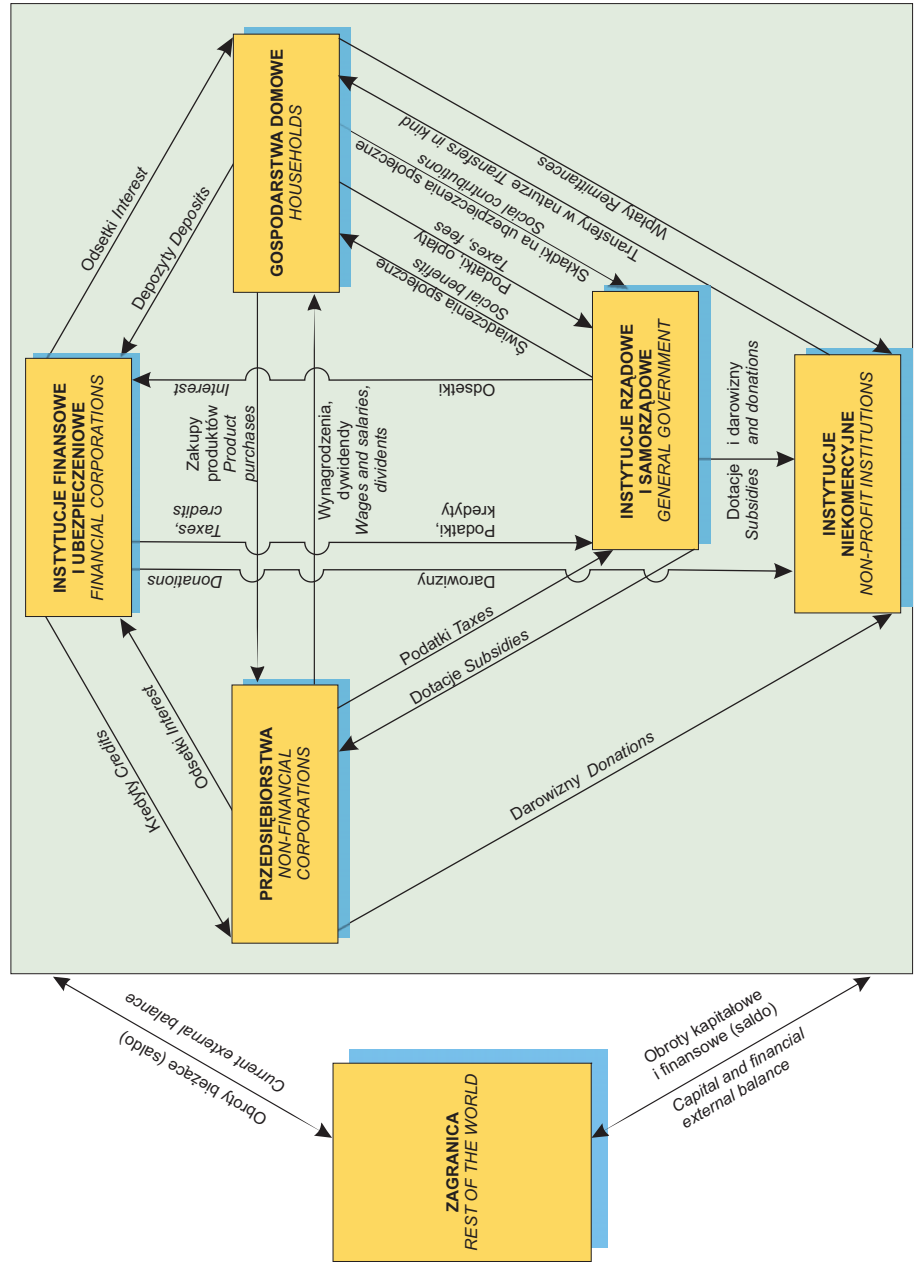 INSTYTUCJE FINANSOWE
I UBEZPIECZENIOWE
FINANCIAL CORPORATIONS
GOSPODARSTWA DOMOWE
HOUSEHOLDS
Odsetki Interest
Depozyty Deposits
Kredyty Credits
Odsetki Interest
PRZEDSIĘBIORSTWA
NON-FINANCIAL
CORPORATIONS
Zakupy
produktów
Product
purchases
Wynagrodzenia,
dywidendy
Wages and salaries,
dividents
Interest
Odsetki
Taxes,
credits
Podatki,
kredyty
Donations
Darowizny
Świadczenia społeczne
Social benefits
Podatki, opłaty
Taxes, fees
Składki na ubezpieczenia społeczne
Social contributions
Transfery w naturze Transfers in kind
Wpłaty Remittances
INSTYTUCJE RZĄDOWE
I SAMORZĄDOWE
GENERAL GOVERNMENT
Podatki Taxes
Dotacje Subsidies
Dotacje
Subsidies
i darowizny
and donations
INSTYTUCJE
NIEKOMERCYJNE
NON-PROFIT INSTITUTIONS
Darowizny Donations
Obroty bieżące (saldo)
Current external balance
ZAGRANICA
REST OF THE WORLD
Obroty kapitałowe
i finansowe (saldo)
Capital and financial
external balance